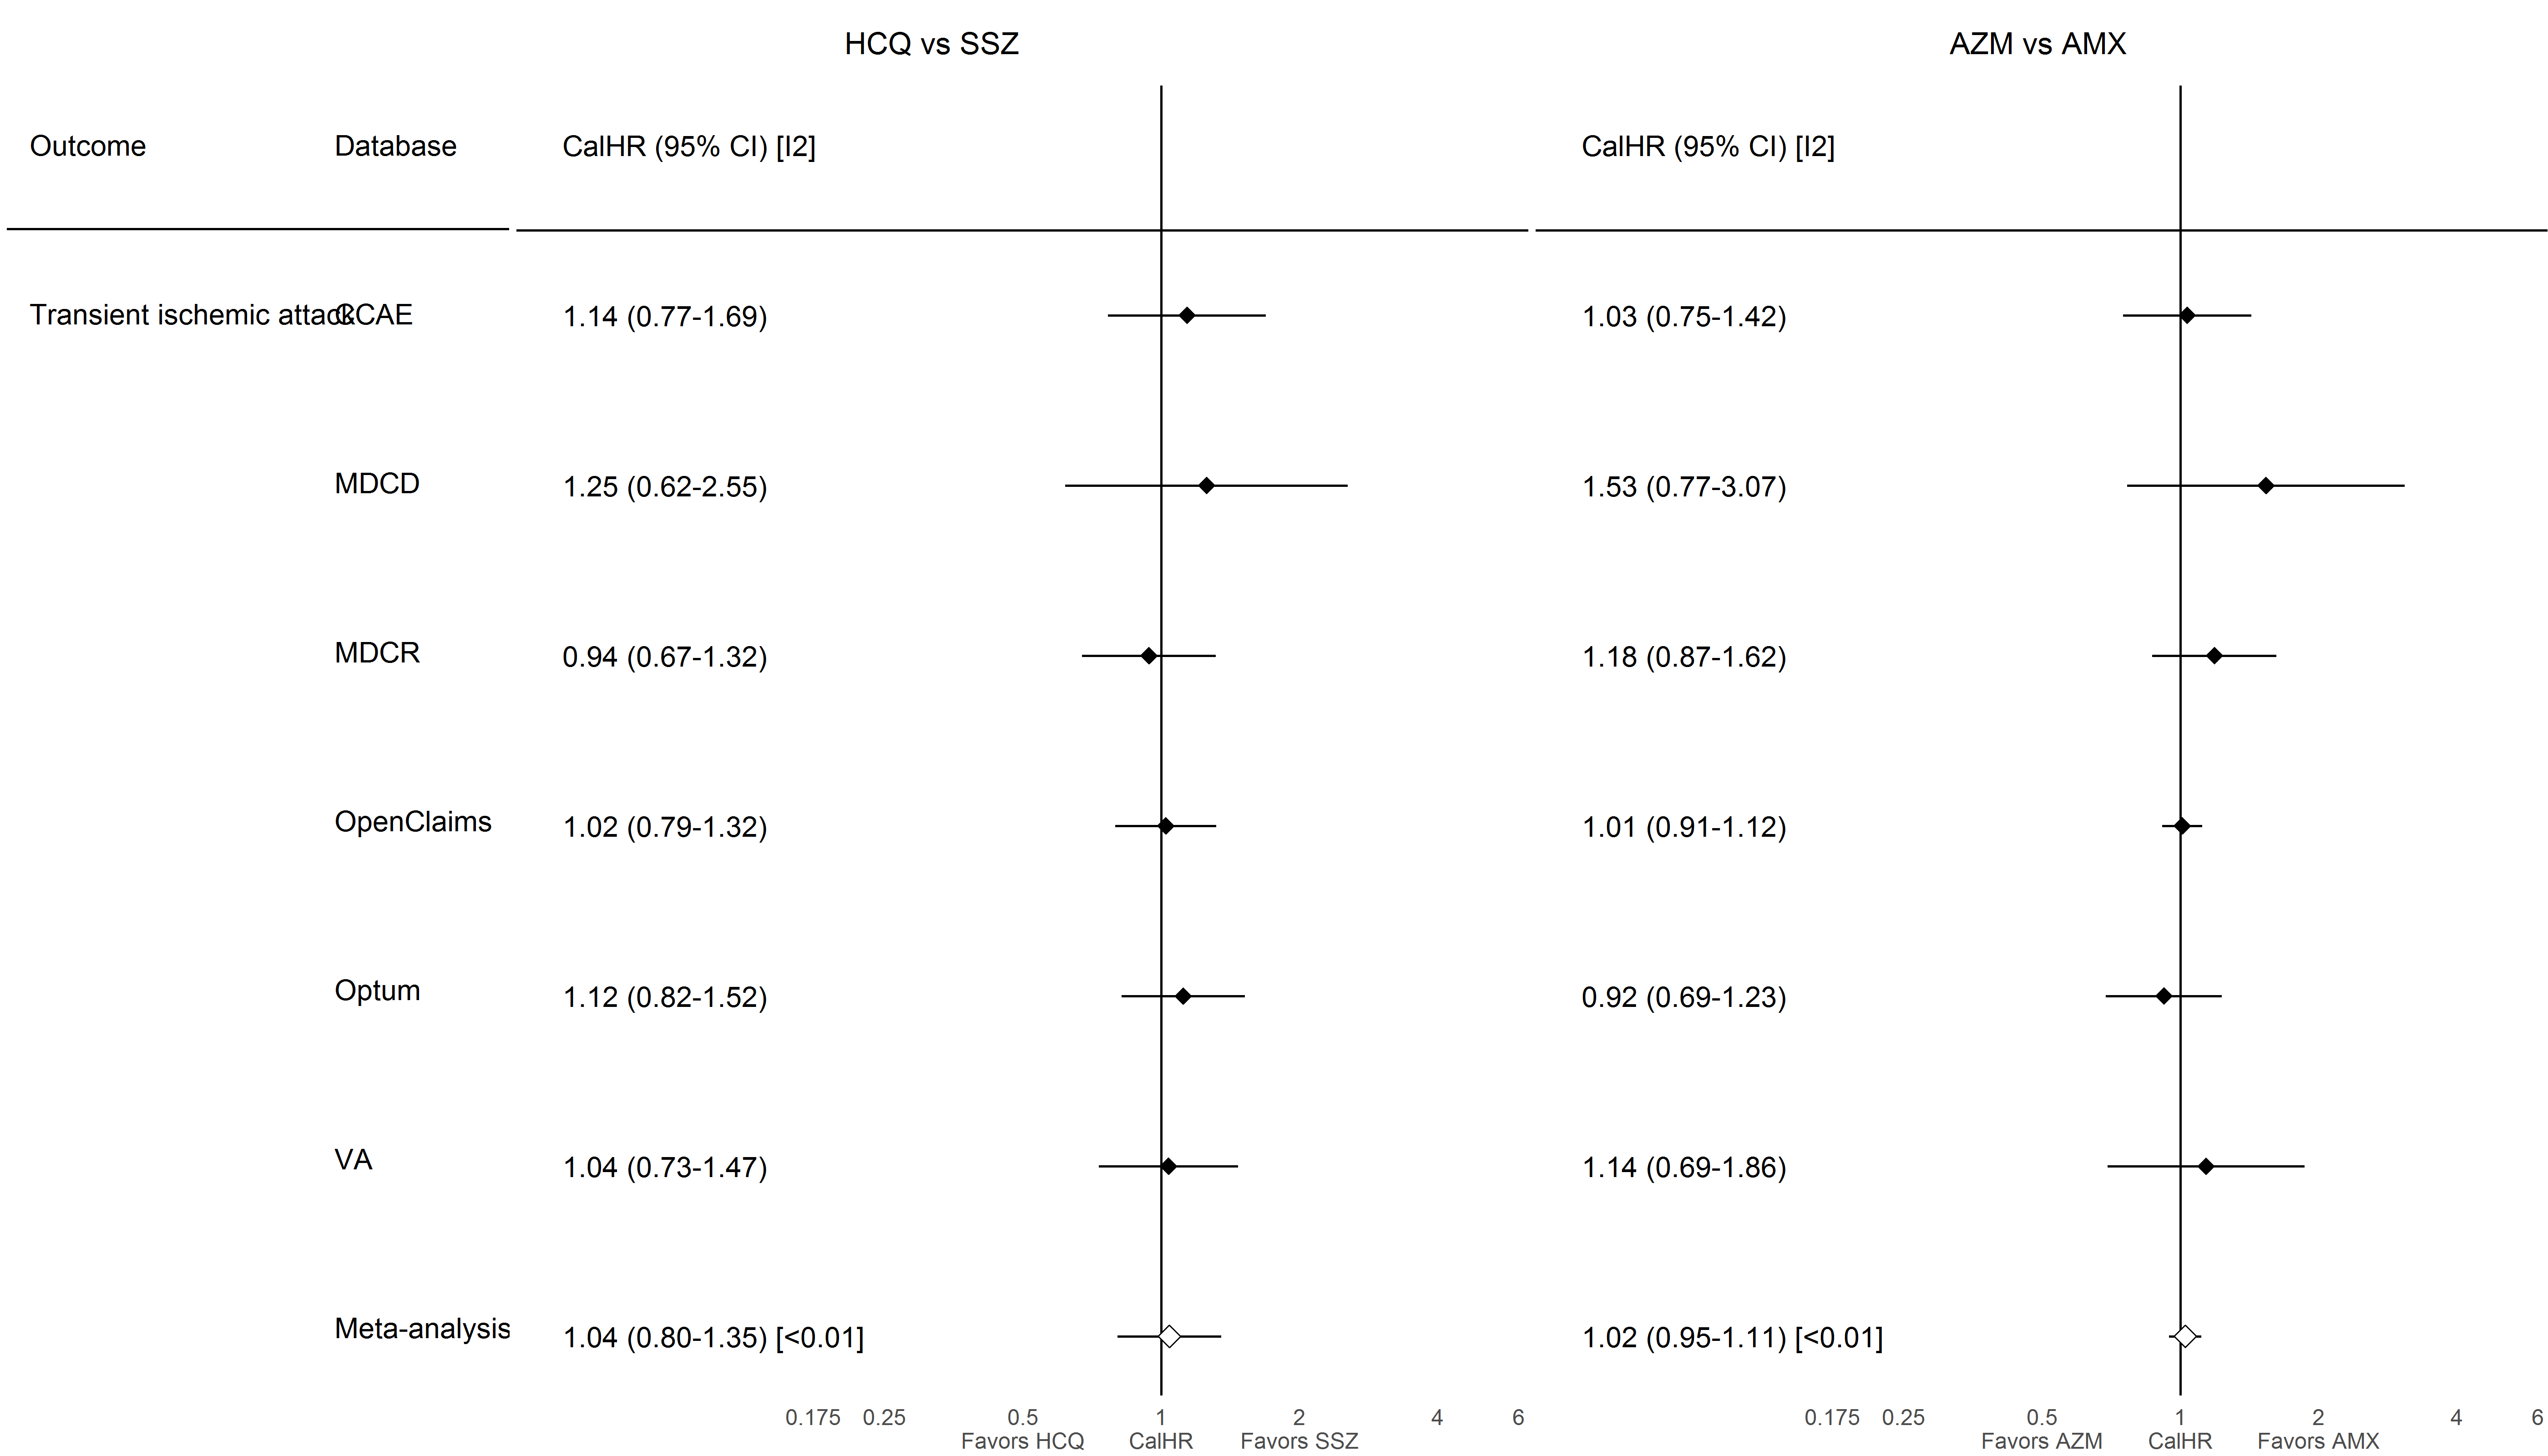 HCQ vs SSZ AZM vs AMX
Outcome Database CalHR (95% CI) [I2] CalHR (95% CI) [I2]
Transient ischemic attack CCAE 1.14 (0.77-1.69) 1.03 (0.75-1.42)
MDCD 1.25 (0.62-2.55) 1.53 (0.77-3.07)
MDCR 0.94 (0.67-1.32) 1.18 (0.87-1.62)
OpenClaims 1.02 (0.79-1.32) 1.01 (0.91-1.12)
Optum 1.12 (0.82-1.52) 0.92 (0.69-1.23)
VA 1.04 (0.73-1.47) 1.14 (0.69-1.86)
Meta-analysis 1.04 (0.80-1.35) [<0.01] 1.02 (0.95-1.11) [<0.01]
0.175 0.25 0.5 1 2 4 6 0.175 0.25 0.5 1 2 4 6
Favors HCQ CalHR Favors SSZ Favors AZM CalHR Favors AMX